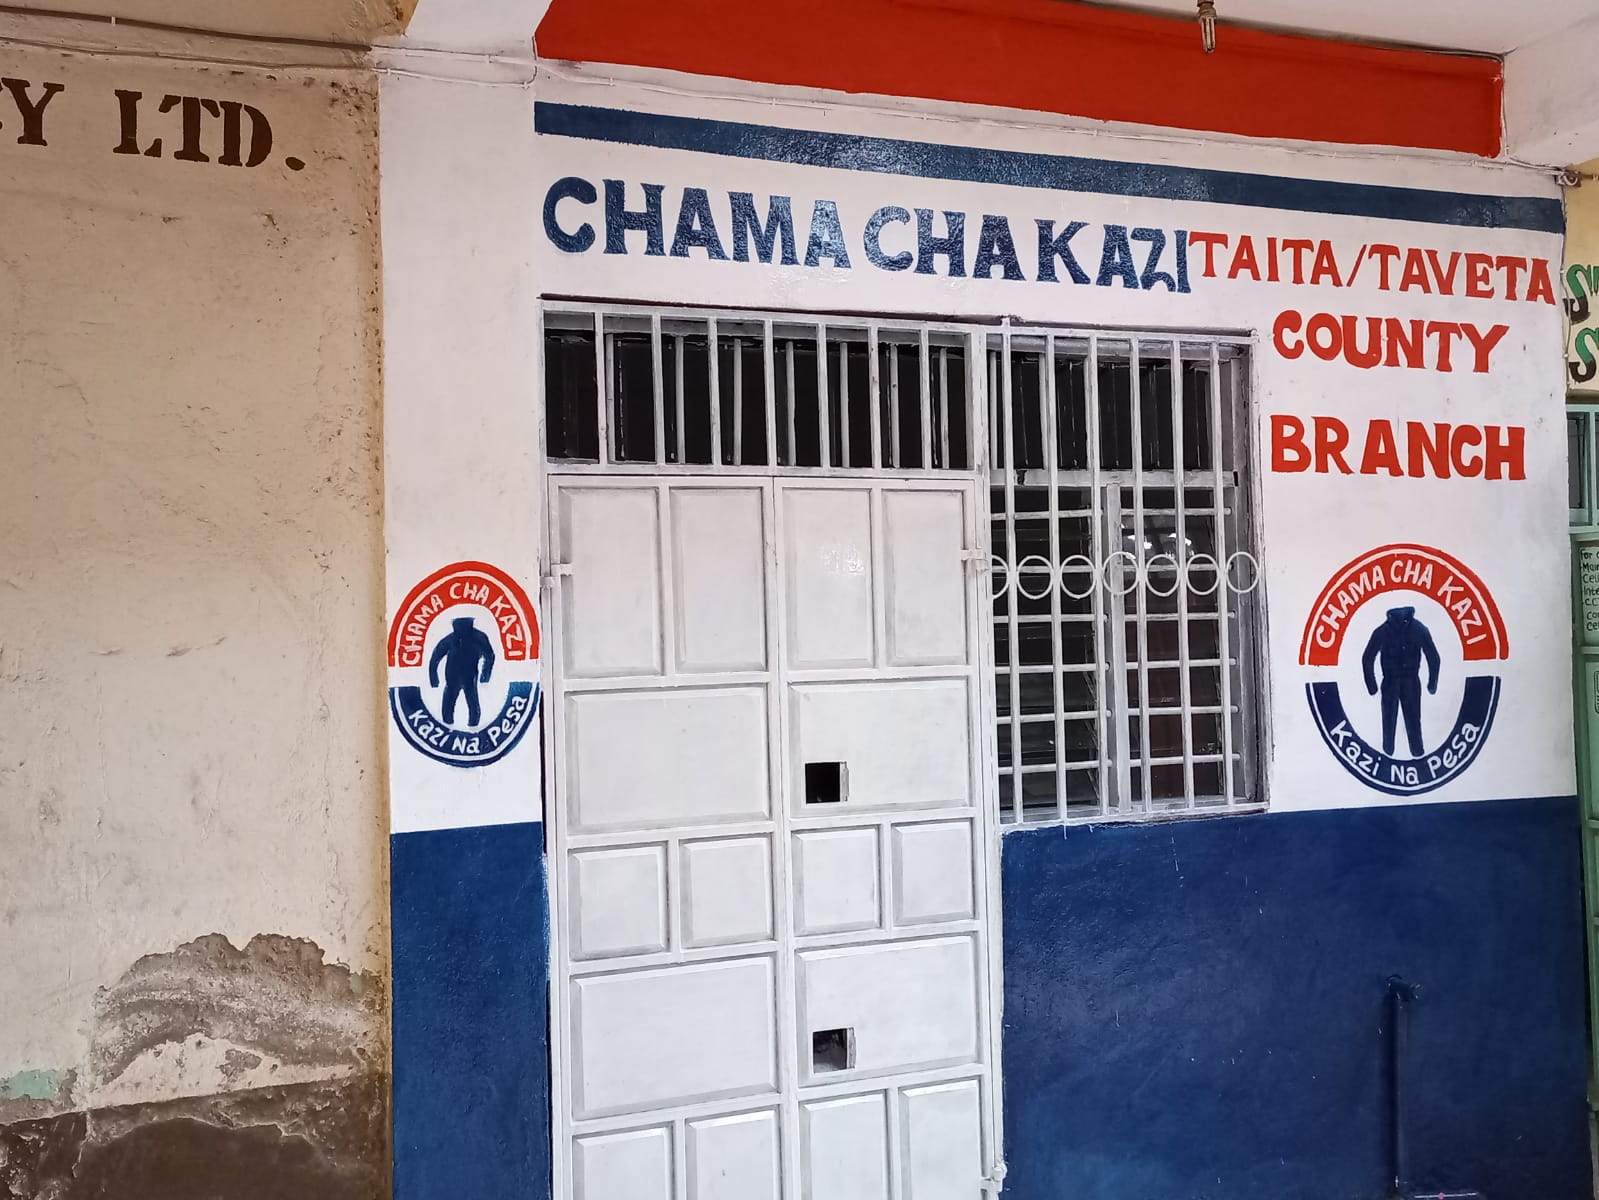 LTD.
CHAMA CHA KAZI TAITA/TAVETA
COUNTY
BRANCH
CHAMA CHA KAZI
Kazi Na Pesa
CHAMA CHA KAZI
Kazi Na Pesa